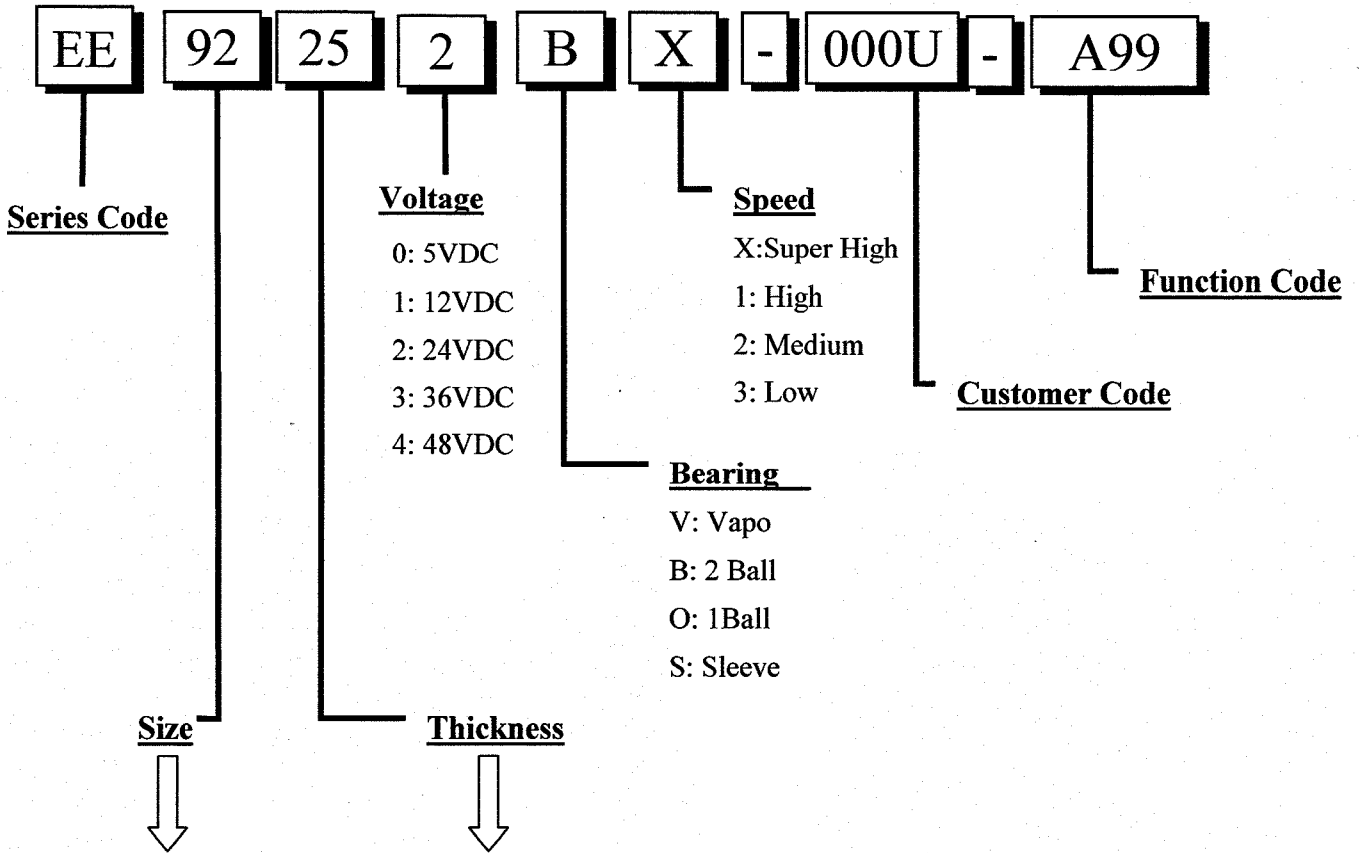 EE 92 25 2 B X - 000U - A99
Series Code
Voltage
0: 5VDC
1: 12VDC
2: 24VDC
3: 36VDC
4: 48VDC
Speed
X:Super High
1: High
2: Medium
3: Low
Function Code
Customer Code
Bearing
V: Vapo
B: 2 Ball
O: 1Ball
S: Sleeve
Size
Thickness